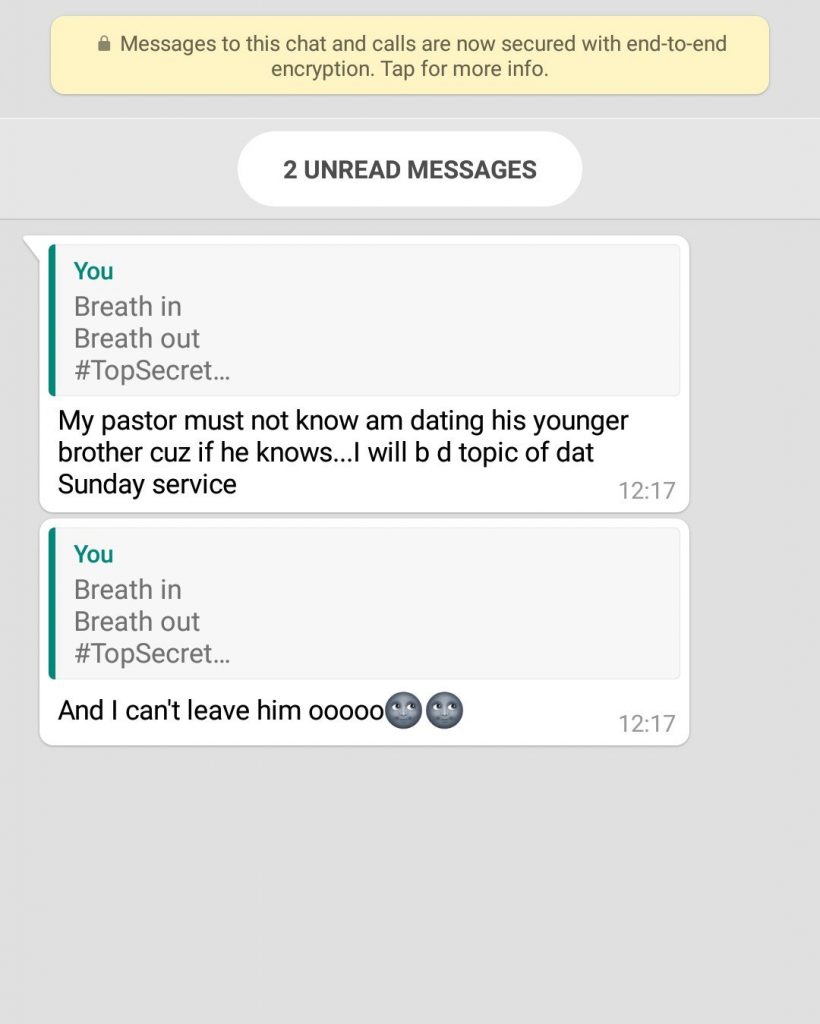 Messages to this chat and calls are now secured with end-to-end
encryption. Tap for more info.
2 UNREAD MESSAGES
You
Breath in
Breath out
#TopSecret...
My pastor must not know am dating his younger
brother cuz if he knows...I will b d topic of dat
Sunday service
12:17
You
Breath in
Breath out
#TopSecret...
And I can't leave him ooooo🌚🌚
12:17